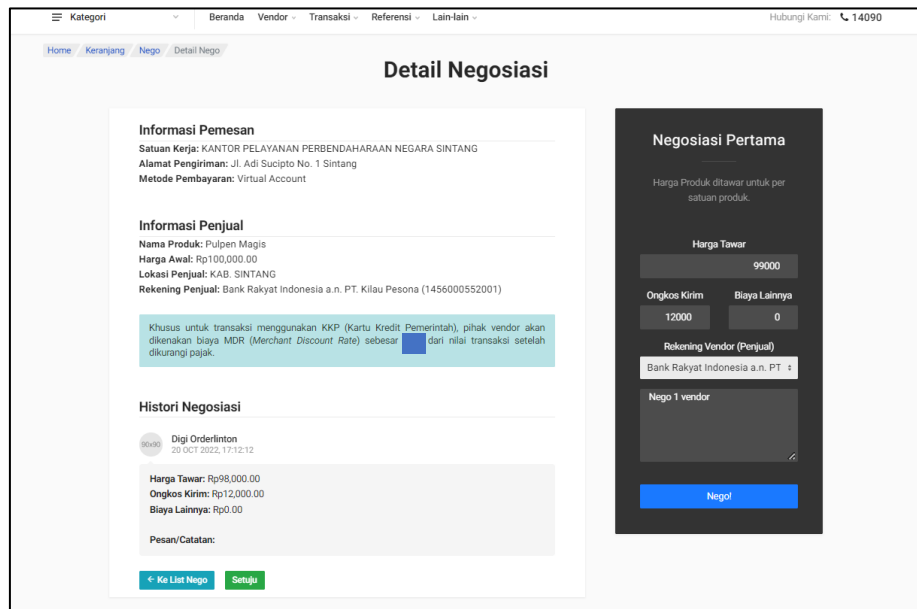 Kategori
Beranda Vendor Transaksi Referensi Lain-lain
Hubungi Kami: 14090
Home / Keranjang / Nego / Detail Nego
Detail Negosiasi
Informasi Pemesan
Satuan Kerja: KANTOR PELAYANAN PERBENDAHARAAN NEGARA SINTANG
Alamat Pengiriman: Jl. Adi Sucipto No. 1 Sintang
Metode Pembayaran: Virtual Account
Informasi Penjual
Nama Produk: Pulpen Magis
Harga Awal: Rp100,000.00
Lokasi Penjual: KAB. SINTANG
Rekening Penjual: Bank Rakyat Indonesia a.n. PT. Kilau Pesona (1456000552001)
Khusus untuk transaksi menggunakan KKP (Kartu Kredit Pemerintah), pihak vendor akan
dikenakan biaya MDR (Merchant Discount Rate) sebesar dari nilai transaksi setelah
dikurangi pajak.
Histori Negosiasi
90x90
Digi Orderlinton
20 OCT 2022, 17:12:12
Harga Tawar: Rp98,000.00
Ongkos Kirim: Rp12,000.00
Biaya Lainnya: Rp0.00
Pesan/Catatan:
← Ke List Nego
Setuju
Negosiasi Pertama
Harga Produk ditawar untuk per
satuan produk.
Harga Tawar
99000
Ongkos Kirim Biaya Lainnya
12000 0
Rekening Vendor (Penjual)
Bank Rakyat Indonesia a.n. PT
Nego 1 vendor
Nego!